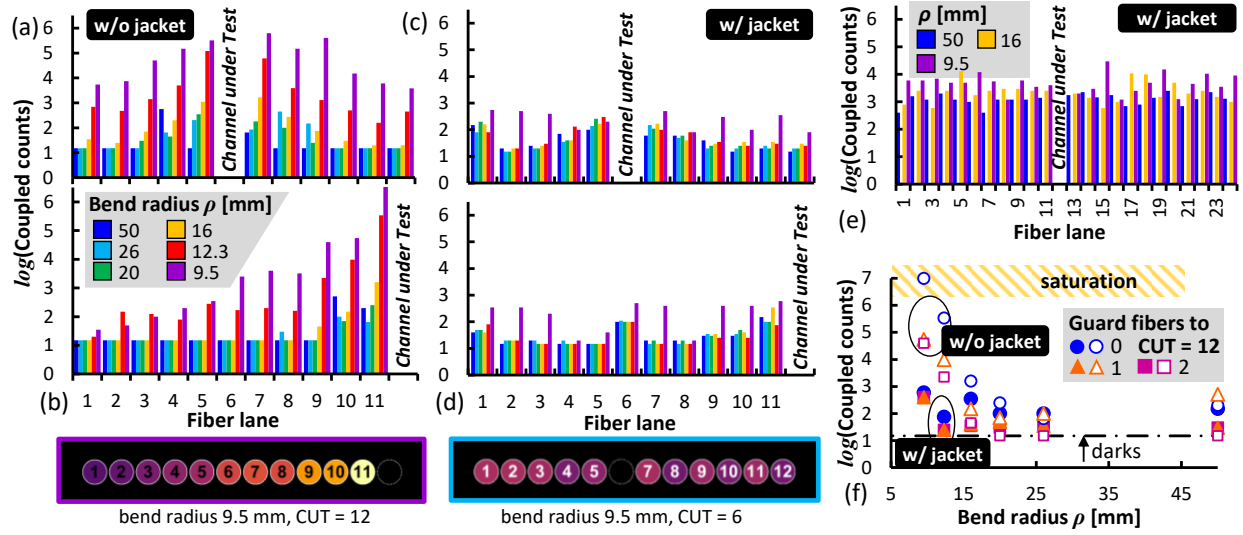 (a)
w/o jacket
log(Coupled counts)
6
5
4
3
2
1
0
Channel under Test
6
5
4
3
2
1
0
Bend radius ρ [mm]
50 16
26 12.3
20 9.5
Channel under Test
1 2 3 4 5 6 7 8 9 10 11
(b)
Fiber lane
1 2 3 4 5 6 7 8 9 10 11
bend radius 9.5 mm, CUT = 12
(c)
w/ jacket
6
5
4
3
2
1
0
Channel under Test
6
5
4
3
2
1
0
Channel under Test
1 2 3 4 5 6 7 8 9 10 11
(d)
Fiber lane
1 2 3 4 5 7 8 9 10 11 12
bend radius 9.5 mm, CUT = 6
log(Coupled counts)
6
5
4
3
2
1
0
ρ [mm]
50 16
9.5
w/ jacket
Channel under Test
1 3 5 7 9 11 13 15 17 19 21 23
(e)
Fiber lane
log(Coupled counts)
7
6
5
4
3
2
1
0
saturation
w/o jacket
Guard fibers to
0 CUT = 12
1 2
w/ jacket
darks
5 15 25 35 45
(f)
Bend radius ρ [mm]